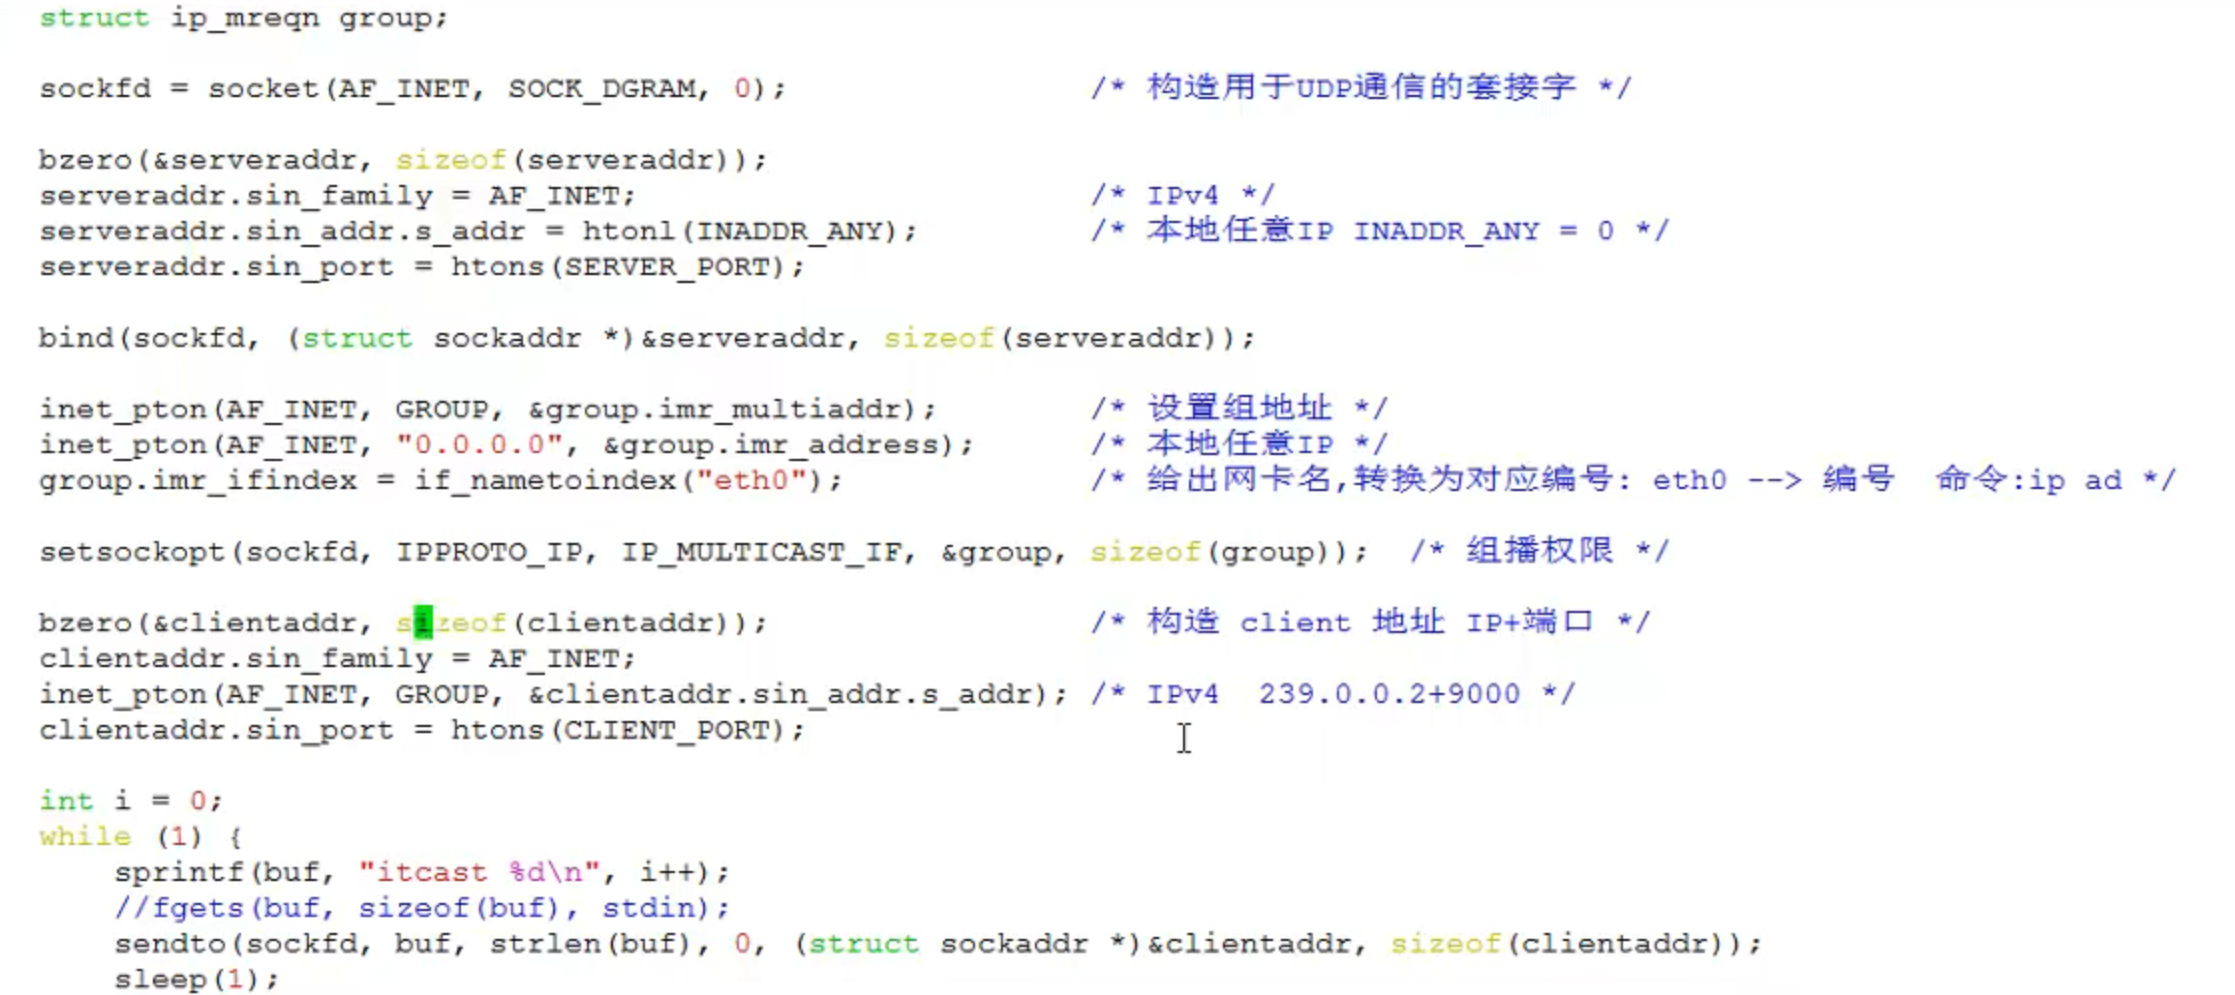 struct ip_mreqn group;
sockfd = socket(AF_INET, SOCK_DGRAM, 0); /* 构造用于UDP通信的套接字 */
bzero(&serveraddr, sizeof(serveraddr));
serveraddr.sin_family = AF_INET; /* IPv4 */
serveraddr.sin_addr.s_addr = htonl(INADDR_ANY); /* 本地任意IP INADDR_ANY = 0 */
serveraddr.sin_port = htons(SERVER_PORT);
bind(sockfd, (struct sockaddr *)&serveraddr, sizeof(serveraddr));
inet_pton(AF_INET, GROUP, &group.imr_multiaddr); /* 设置组地址 */
inet_pton(AF_INET, "0.0.0.0", &group.imr_address); /* 本地任意IP */
group.imr_ifindex = if_nametoindex("eth0"); /* 给出网卡名,转换为对应编号: eth0 --> 编号 命令:ip ad */
setsockopt(sockfd, IPPROTO_IP, IP_MULTICAST_IF, &group, sizeof(group)); /* 组播权限 */
bzero(&clientaddr, sizeof(clientaddr)); /* 构造 client 地址 IP+端口 */
clientaddr.sin_family = AF_INET;
inet_pton(AF_INET, GROUP, &clientaddr.sin_addr.s_addr); /* IPv4 239.0.0.2+9000 */
clientaddr.sin_port = htons(CLIENT_PORT);
int i = 0;
while (1) {
sprintf(buf, "itcast %d\n", i++);
//fgets(buf, sizeof(buf), stdin);
sendto(sockfd, buf, strlen(buf), 0, (struct sockaddr *)&clientaddr, sizeof(clientaddr));
sleep(1);